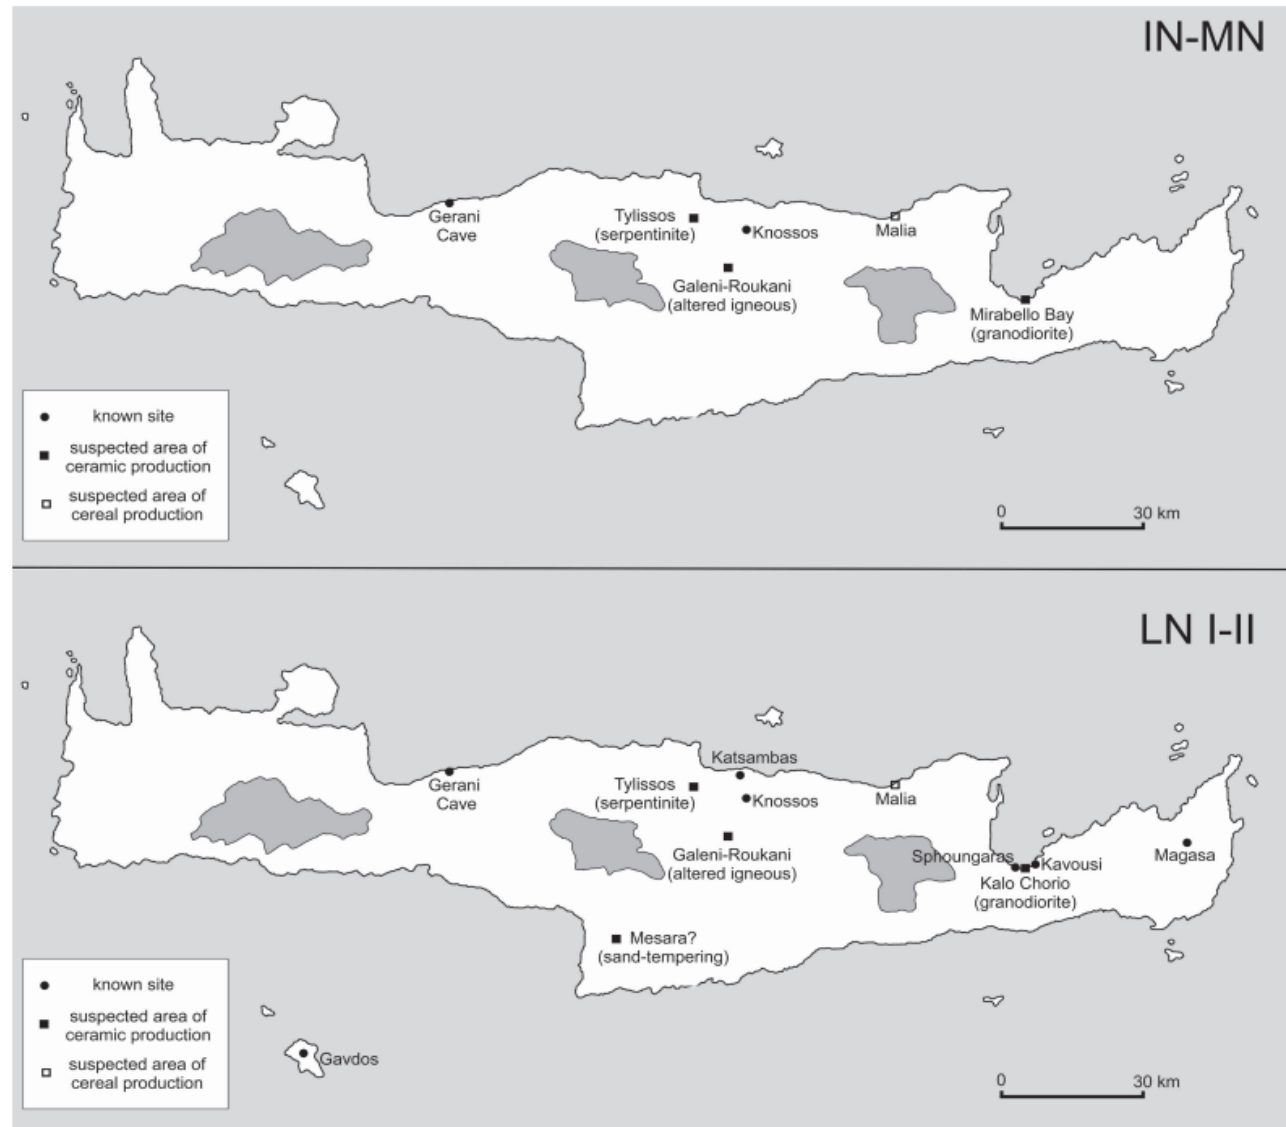 IN-MN
Gerani
Cave
Tylissos
(serpentinite)
Knossos
Malia
Galeni-Roukani
(altered igneous)
Mirabello Bay
(granodiorite)
known site
suspected area of
ceramic production
suspected area of
cereal production
0 30 km
LN I-II
Katsambas
Gerani
Cave
Tylissos
(serpentinite)
Knossos
Malia
Galeni-Roukani
(altered igneous)
Sphoungaras
Kavousi
Magasa
Kalo Chorio
(granodiorite)
Mesara?
(sand-tempering)
known site
suspected area of
ceramic production
suspected area of
cereal production
Gavdos
0 30 km